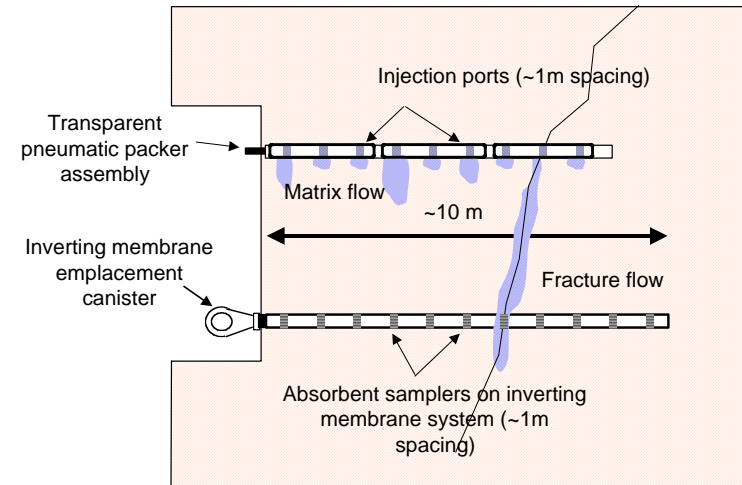 Injection ports (~1m spacing)
Transparent
pneumatic packer
assembly
Matrix flow
~10 m
Inverting membrane
emplacement
canister
Fracture flow
Absorbent samplers on inverting
membrane system (~1m
spacing)